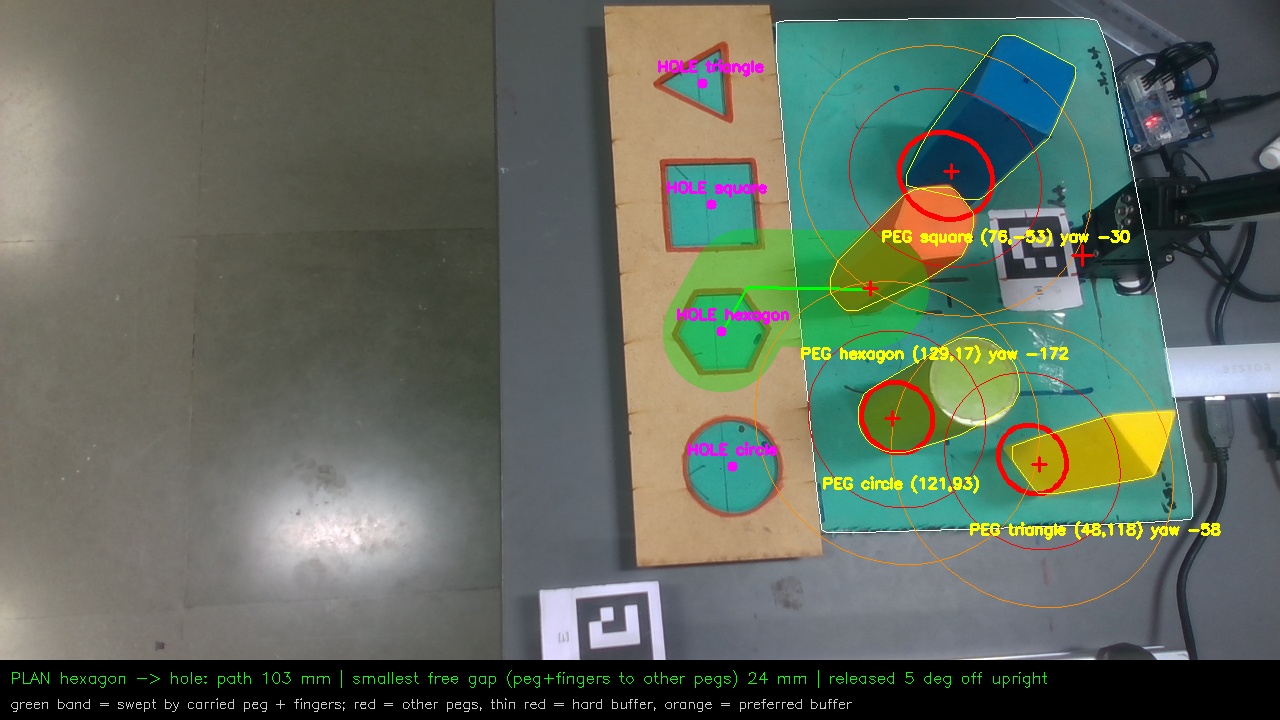 HOLE triangle
HOLE square
PEG square (76,-53) yaw -30
HOLE hexagon
PEG hexagon (129,17) yaw -172
HOLE circle
PEG circle (121,93)
PEG triangle (48,118) yaw -58
PLAN hexagon -> hole: path 103 mm | smallest free gap (peg+fingers to other pegs) 24 mm | released 5 deg off upright
green band = swept by carried peg + fingers; red = other pegs, thin red = hard buffer, orange = preferred buffer